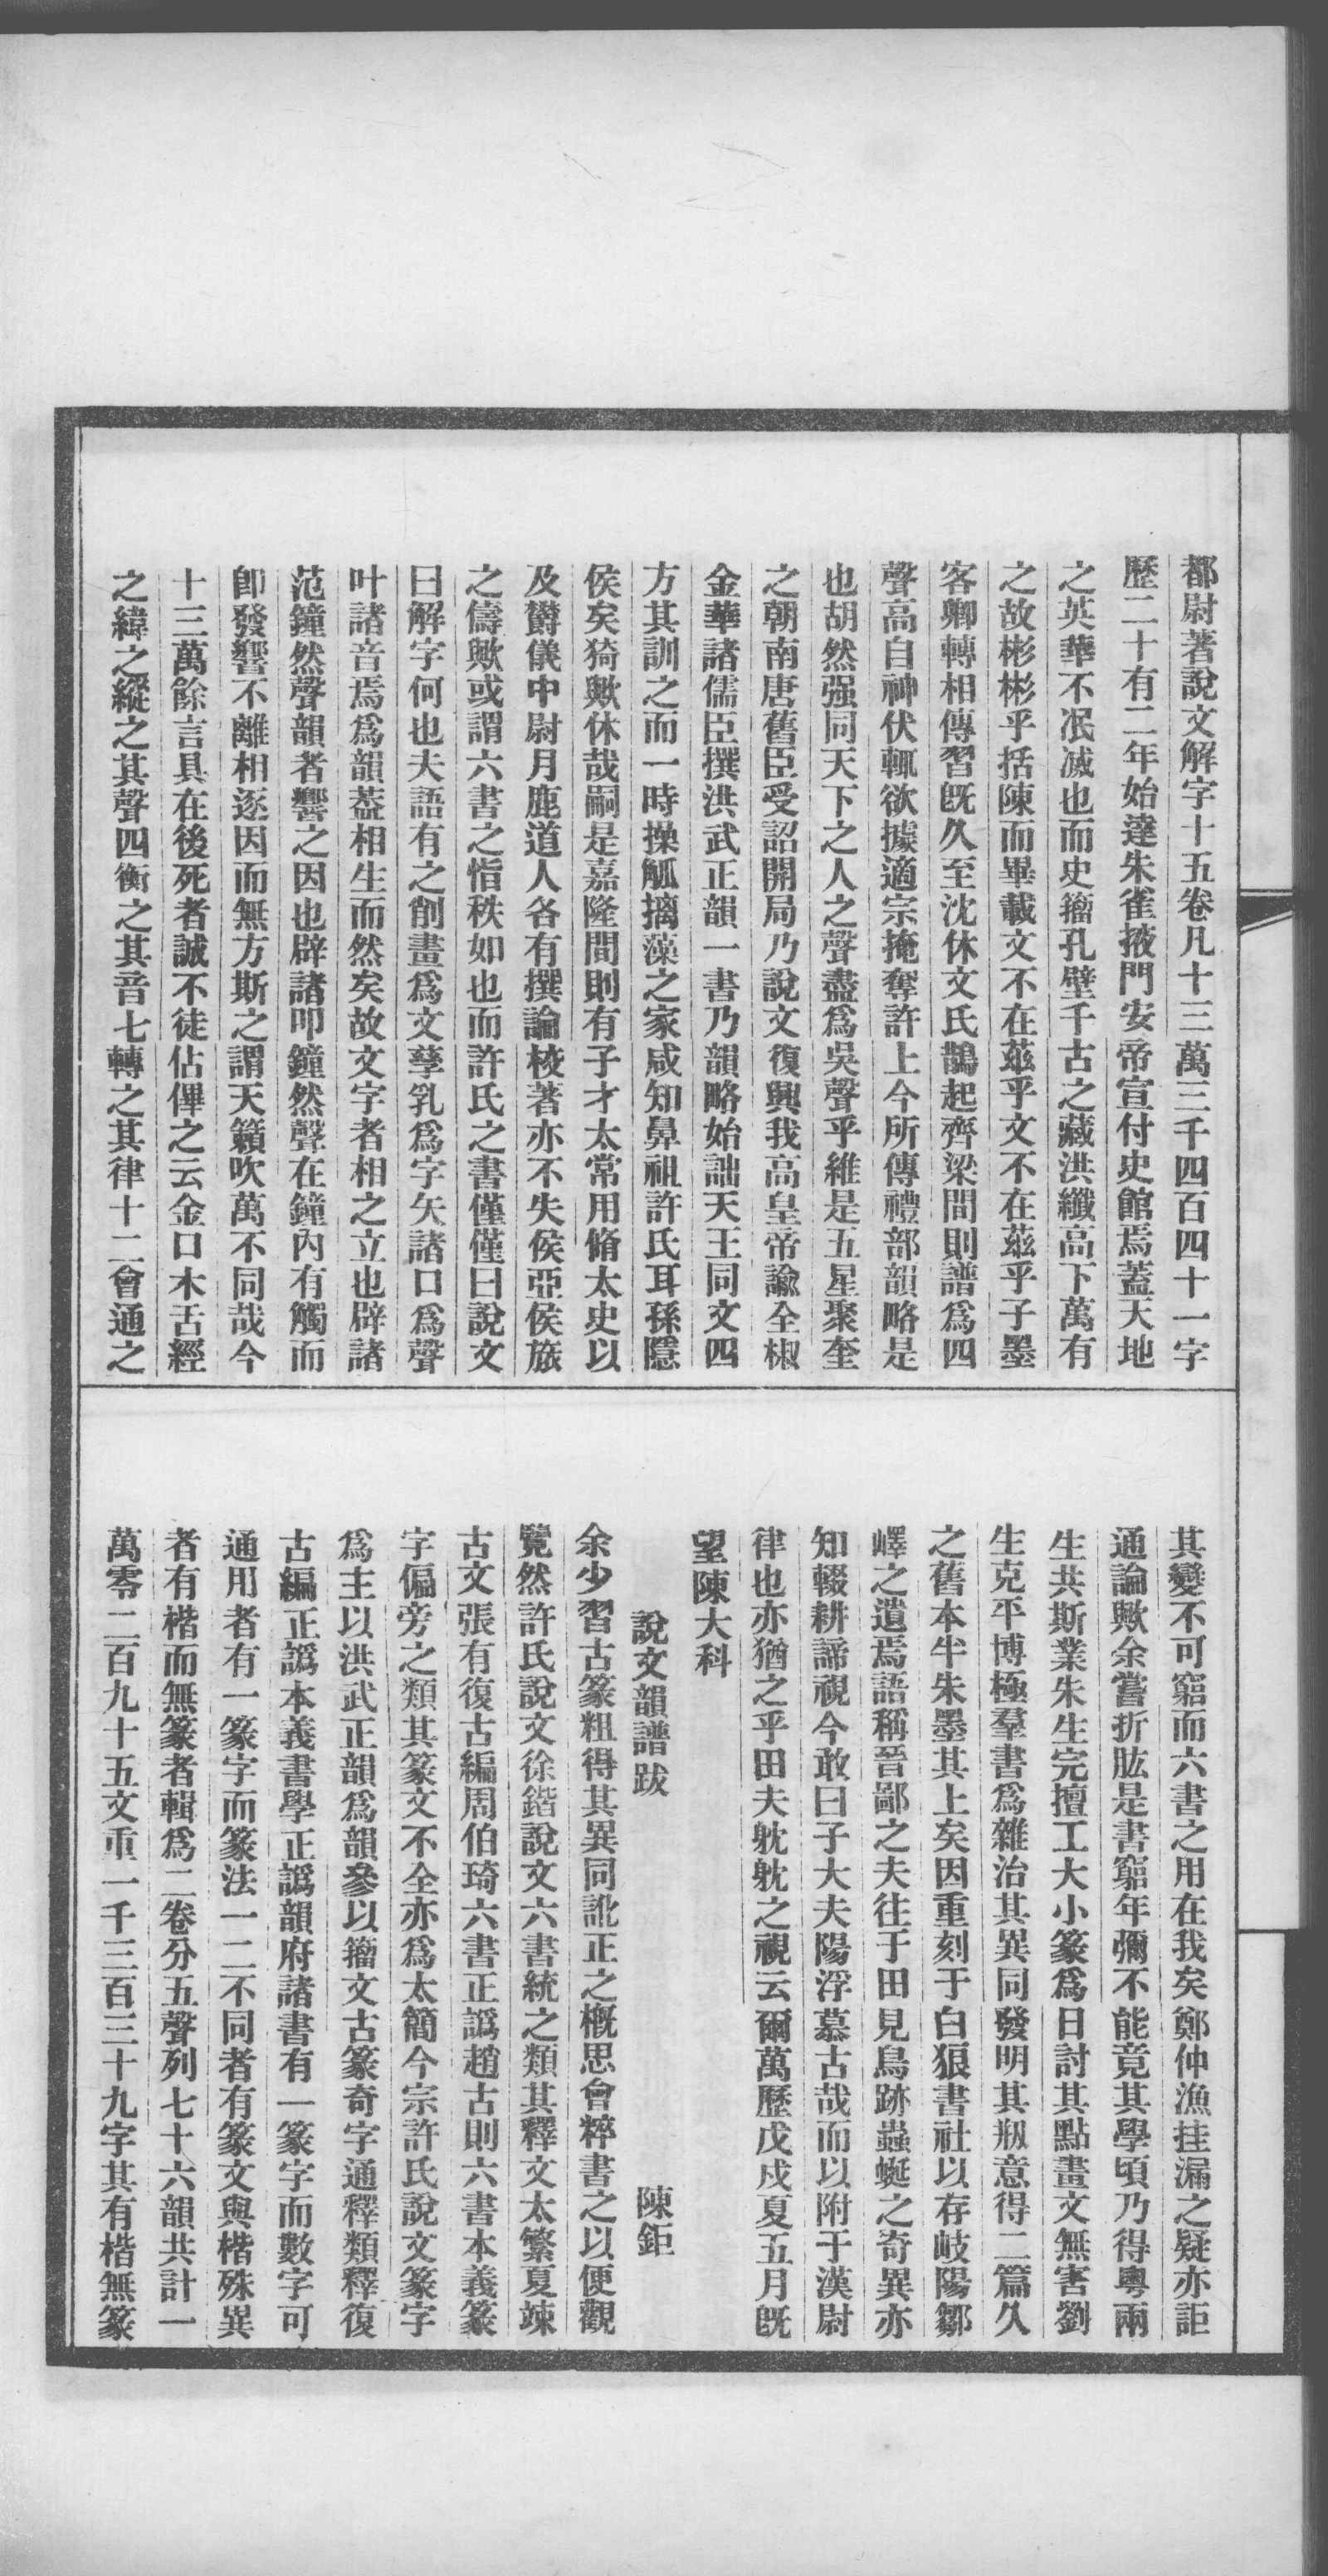 都尉著說文解字十五卷凡十三萬三千四百四十一字
歷二十有二年始達朱雀掖門安帝宣付史館焉蓋天地
之英華不泯滅也而史籀孔壁千古之藏洪纖高下萬有
之故彬彬乎括陳而畢載文不在茲乎文不在茲乎子墨
客卿轉相傳習旣久至沈休文氏鵲起齊梁間則譜爲四
聲高自神伏輒欲據適宗掩奪許上今所傳禮部韻略是
也胡然强同天下之人之聲盡爲吳聲乎維是五星聚奎
之朝南唐舊臣受詔開局乃說文復興我高皇帝諭全椒
金華諸儒臣撰洪武正韻一書乃韻略始詘天王同文四
方其訓之而一時操觚摛藻之家咸知鼻祖許氏耳孫隱
侯矣猗歟休哉嗣是嘉隆間則有子才太常用脩太史以
及欝儀中尉月鹿道人各有撰論校著亦不失侯亞侯旅
之儔歟或謂六書之恉秩如也而許氏之書僅僅曰說文
曰解字何也夫語有之創畫爲文孳乳爲字矢諸口爲聲
叶諸音焉爲韻葢相生而然矣故文字者相之立也辟諸
范鐘然聲韻者響之因也辟諸叩鐘然聲在鐘內有觸而
卽發響不離相逐因而無方斯之謂天籟吹萬不同哉今
十三萬餘言具在後死者誠不徒佔俾之云金口木舌經
之緯之縱之其聲四衡之其音七轉之其律十二會通之
其變不可窮而六書之用在我矣鄭仲漁挂漏之疑亦詎
通論歟余嘗折肱是書窮年彌不能竟其學頃乃得粵兩
生共斯業朱生完擅工大小篆爲日討其點畫文無害劉
生克平博極羣書爲雜治其異同發明其瓶意得二篇久
之舊本半朱墨其上矣因重刻于白狼書社以存岐陽鄒
嶧之遺焉語稱晉鄙之夫往于田見鳥跡蟲蜒之奇異亦
知輟耕諦視今敢曰子大夫陽浮慕古哉而以附于漢尉
律也亦猶之乎田夫躭躭之視云爾萬歷戊戍夏五月旣
望陳大科
說文韻譜跋　陳鉅
余少習古篆粗得其異同訛正之概思會粹書之以便觀
覽然許氏說文徐鍇說文六書統之類其釋文太繁夏竦
古文張有復古編周伯琦六書正譌趙古則六書本義篆
字偏旁之類其篆文不全亦爲太簡今宗許氏說文篆字
爲主以洪武正韻爲韻參以籀文古篆奇字通釋類釋復
古編正譌本義書學正譌韻府諸書有一篆字而數字可
通用者有一篆字而篆法一二不同者有篆文與楷殊異
者有楷而無篆者輯爲二卷分五聲列七十六韻共計一
萬零二百九十五文重一千三百三十九字其有楷無篆